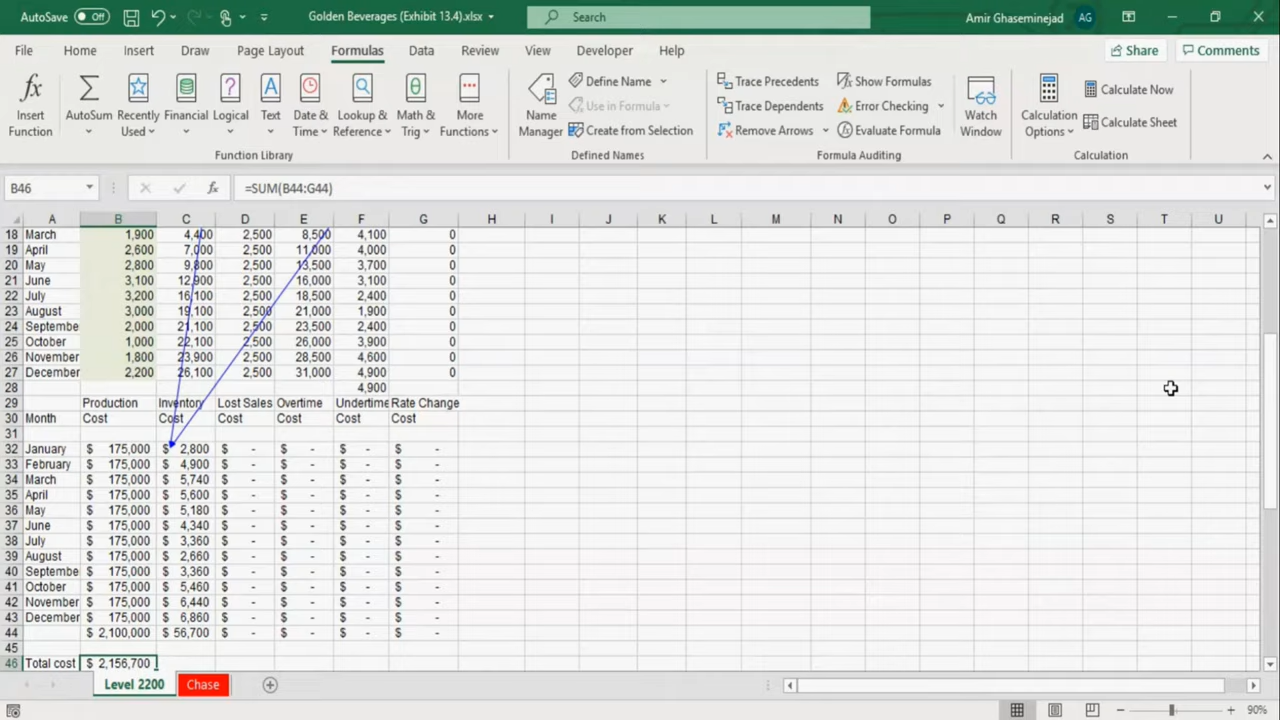 AutoSave Off Golden Beverages (Exhibit 13.4).xlsx Search Amir Ghaseminejad AG
File Home Insert Draw Page Layout Formulas Data Review View Developer Help Share Comments
Insert Function AutoSum Recently Used Financial Logical Text Date & Time Lookup & Reference Math & Trig More Functions Name Manager Define Name Use in Formula Create from Selection Trace Precedents Trace Dependents Remove Arrows Show Formulas Error Checking Evaluate Formula Watch Window Calculation Options Calculate Now Calculate Sheet
Function Library Defined Names Formula Auditing Calculation
B46 fx =SUM(B44:G44)
A B C D E F G H I J K L M N O P Q R S T U
18 March 1,900 4,400 2,500 8,500 4,100 0
19 April 2,600 7,000 2,500 11,000 4,000 0
20 May 2,800 9,800 2,500 13,500 3,700 0
21 June 3,100 12,900 2,500 16,000 3,100 0
22 July 3,200 16,100 2,500 18,500 2,400 0
23 August 3,000 19,100 2,500 21,000 1,900 0
24 Septembe 2,000 21,100 2,500 23,500 2,400 0
25 October 1,000 22,100 2,500 26,000 3,900 0
26 November 1,800 23,900 2,500 28,500 4,600 0
27 December 2,200 26,100 2,500 31,000 4,900 0
28 4,900
29 Production Inventory Lost Sales Overtime Undertime Rate Change
30 Month Cost Cost Cost Cost Cost Cost
31
32 January $ 175,000 $ 2,800 $ - $ - $ - $ -
33 February $ 175,000 $ 4,900 $ - $ - $ - $ -
34 March $ 175,000 $ 5,740 $ - $ - $ - $ -
35 April $ 175,000 $ 5,600 $ - $ - $ - $ -
36 May $ 175,000 $ 5,180 $ - $ - $ - $ -
37 June $ 175,000 $ 4,340 $ - $ - $ - $ -
38 July $ 175,000 $ 3,360 $ - $ - $ - $ -
39 August $ 175,000 $ 2,660 $ - $ - $ - $ -
40 Septembe $ 175,000 $ 3,360 $ - $ - $ - $ -
41 October $ 175,000 $ 5,460 $ - $ - $ - $ -
42 November $ 175,000 $ 6,440 $ - $ - $ - $ -
43 December $ 175,000 $ 6,860 $ - $ - $ - $ -
44 $ 2,100,000 $ 56,700 $ - $ - $ - $ -
45
46 Total cost $ 2,156,700
Level 2200 Chase
90%